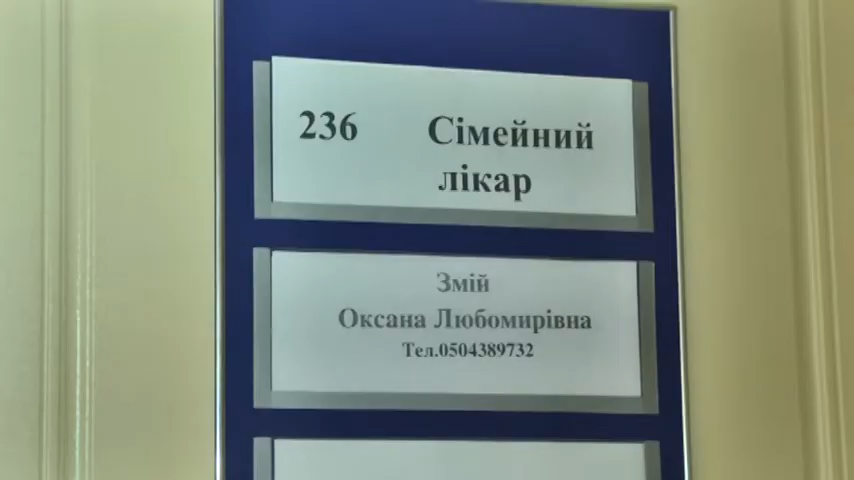 236 Сімейний
лікар
Змій
Оксана Любомирівна
Тел.0504389732